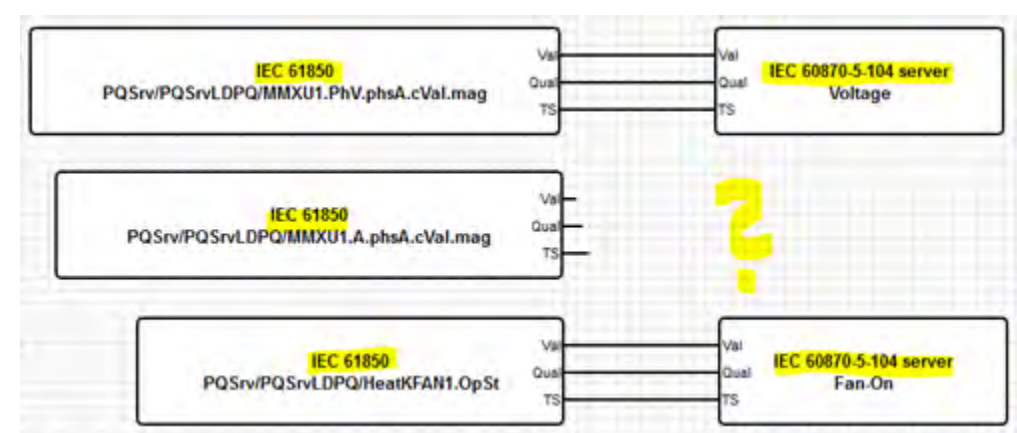 IEC 61850
PQSrv/PQSrvLDPQ/MMXU1.PhV.phsA.cVal.mag
Val
Qual
TS
Val
Qual
TS
IEC 60870-5-104 server
Voltage
IEC 61850
PQSrv/PQSrvLDPQ/MMXU1.A.phsA.cVal.mag
Val
Qual
TS
?
IEC 61850
PQSrv/PQSrvLDPQ/HeatKFAN1.OpSt
Val
Qual
TS
Val
Qual
TS
IEC 60870-5-104 server
Fan-On